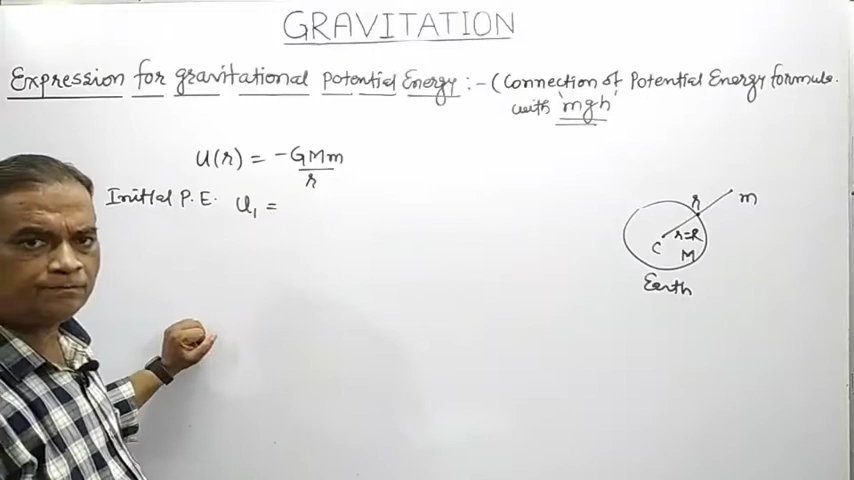 GRAVITATION
Expression for gravitational Potential Energy :- (Connection of Potential Energy formula.
with 'mgh'
U(r) = -GMm
r
Initial P.E. U₁ =
r
m
C
r=R
M
Earth